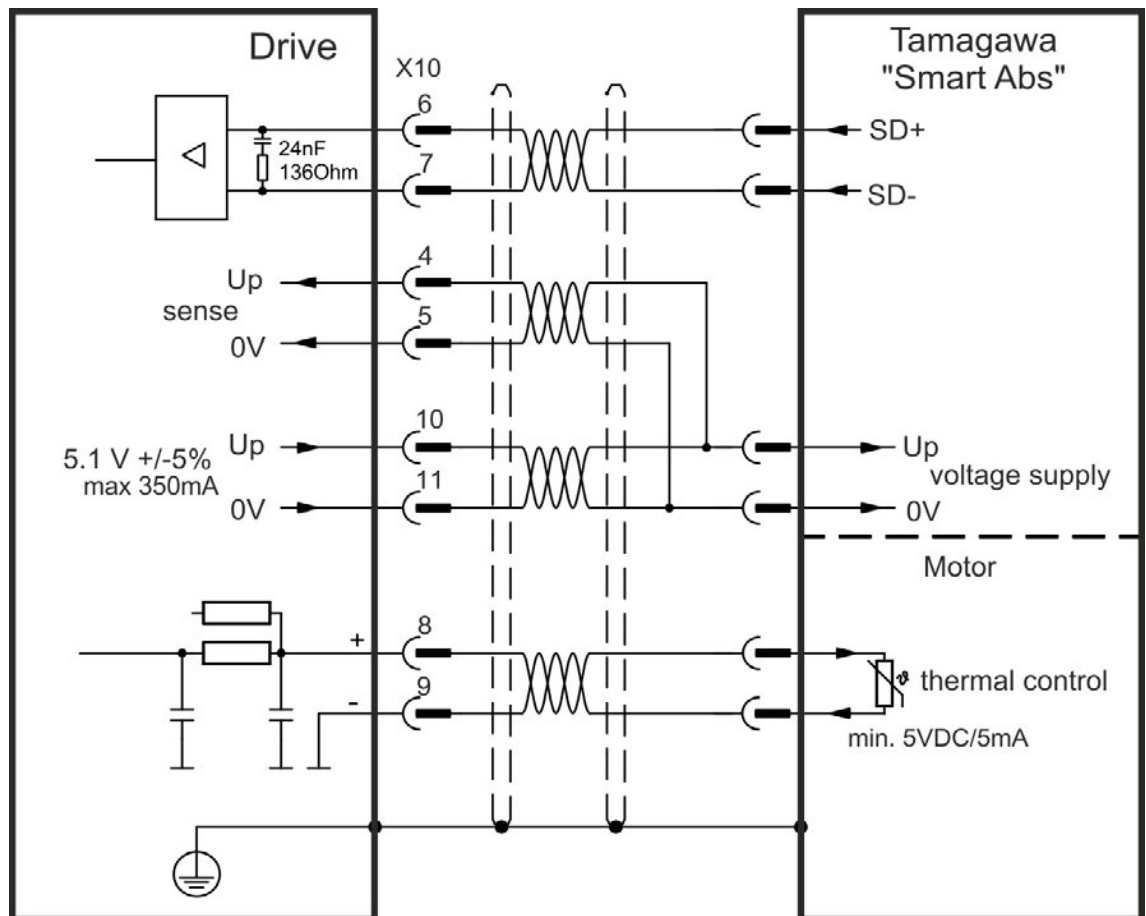 Drive
X10
Tamagawa
"Smart Abs"
6
SD+
24nF
136Ohm
7
SD-
4
Up
sense
5
0V
10
Up
Up
5.1 V +/-5%
max 350mA
voltage supply
11
0V
0V
Motor
8
+
thermal control
9
-
min. 5VDC/5mA